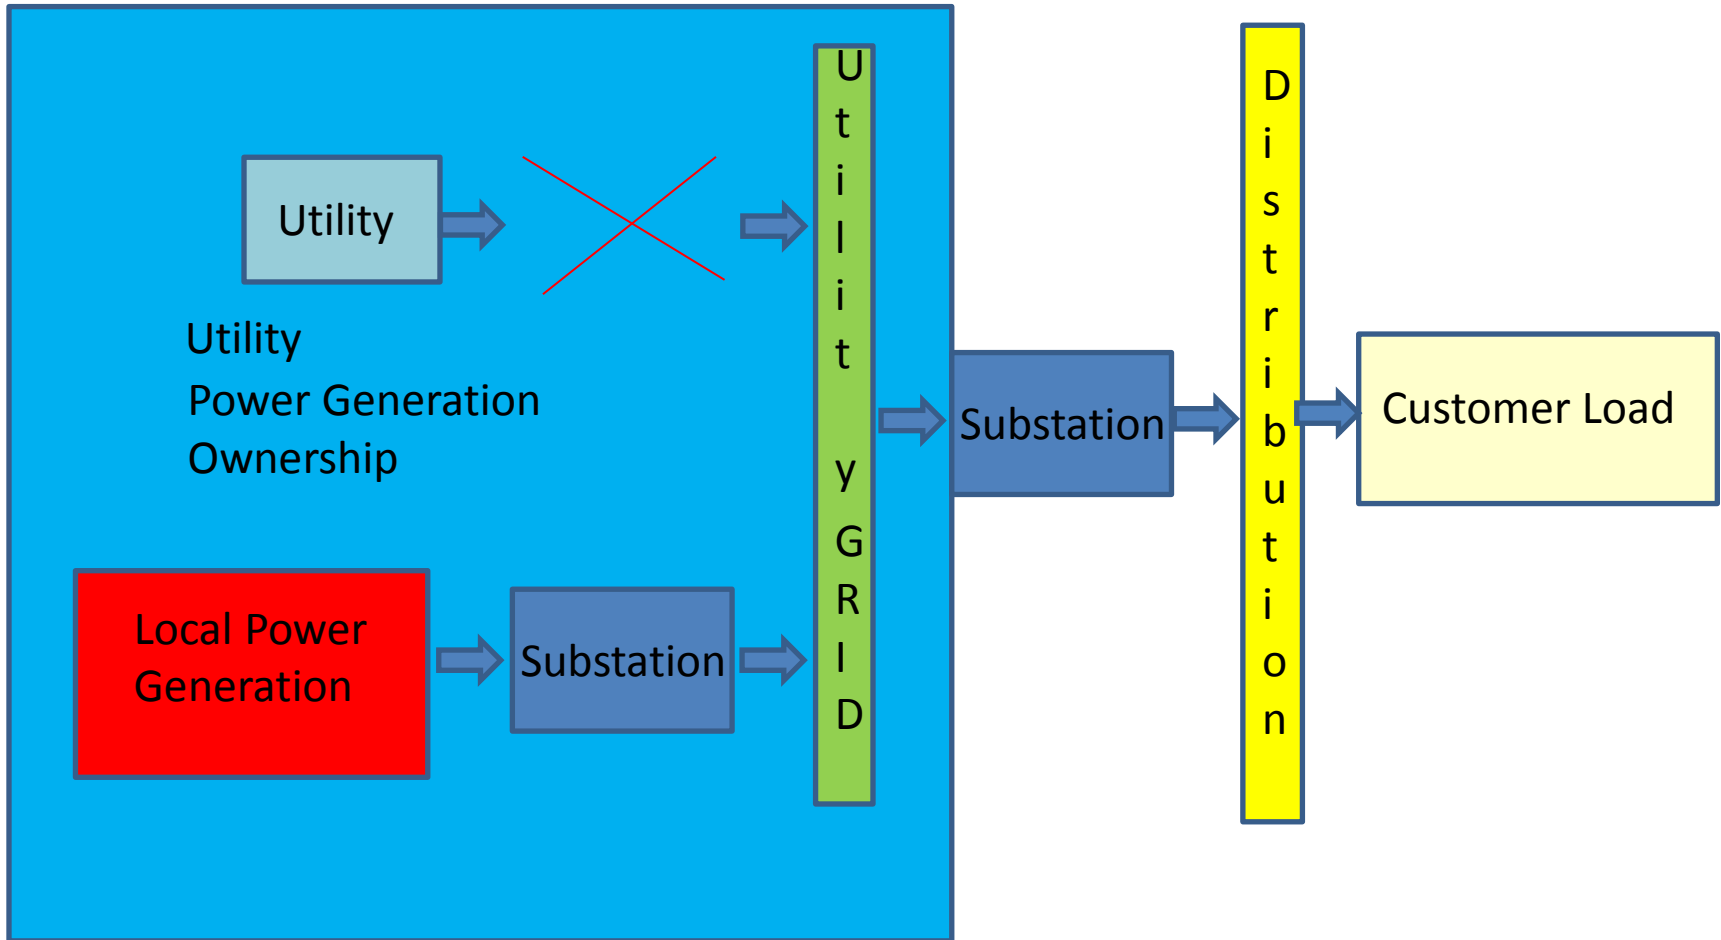 Utility
Utility
Power Generation
Ownership
Local Power
Generation
Substation
Utility GRID
Substation
Distribution
Customer Load